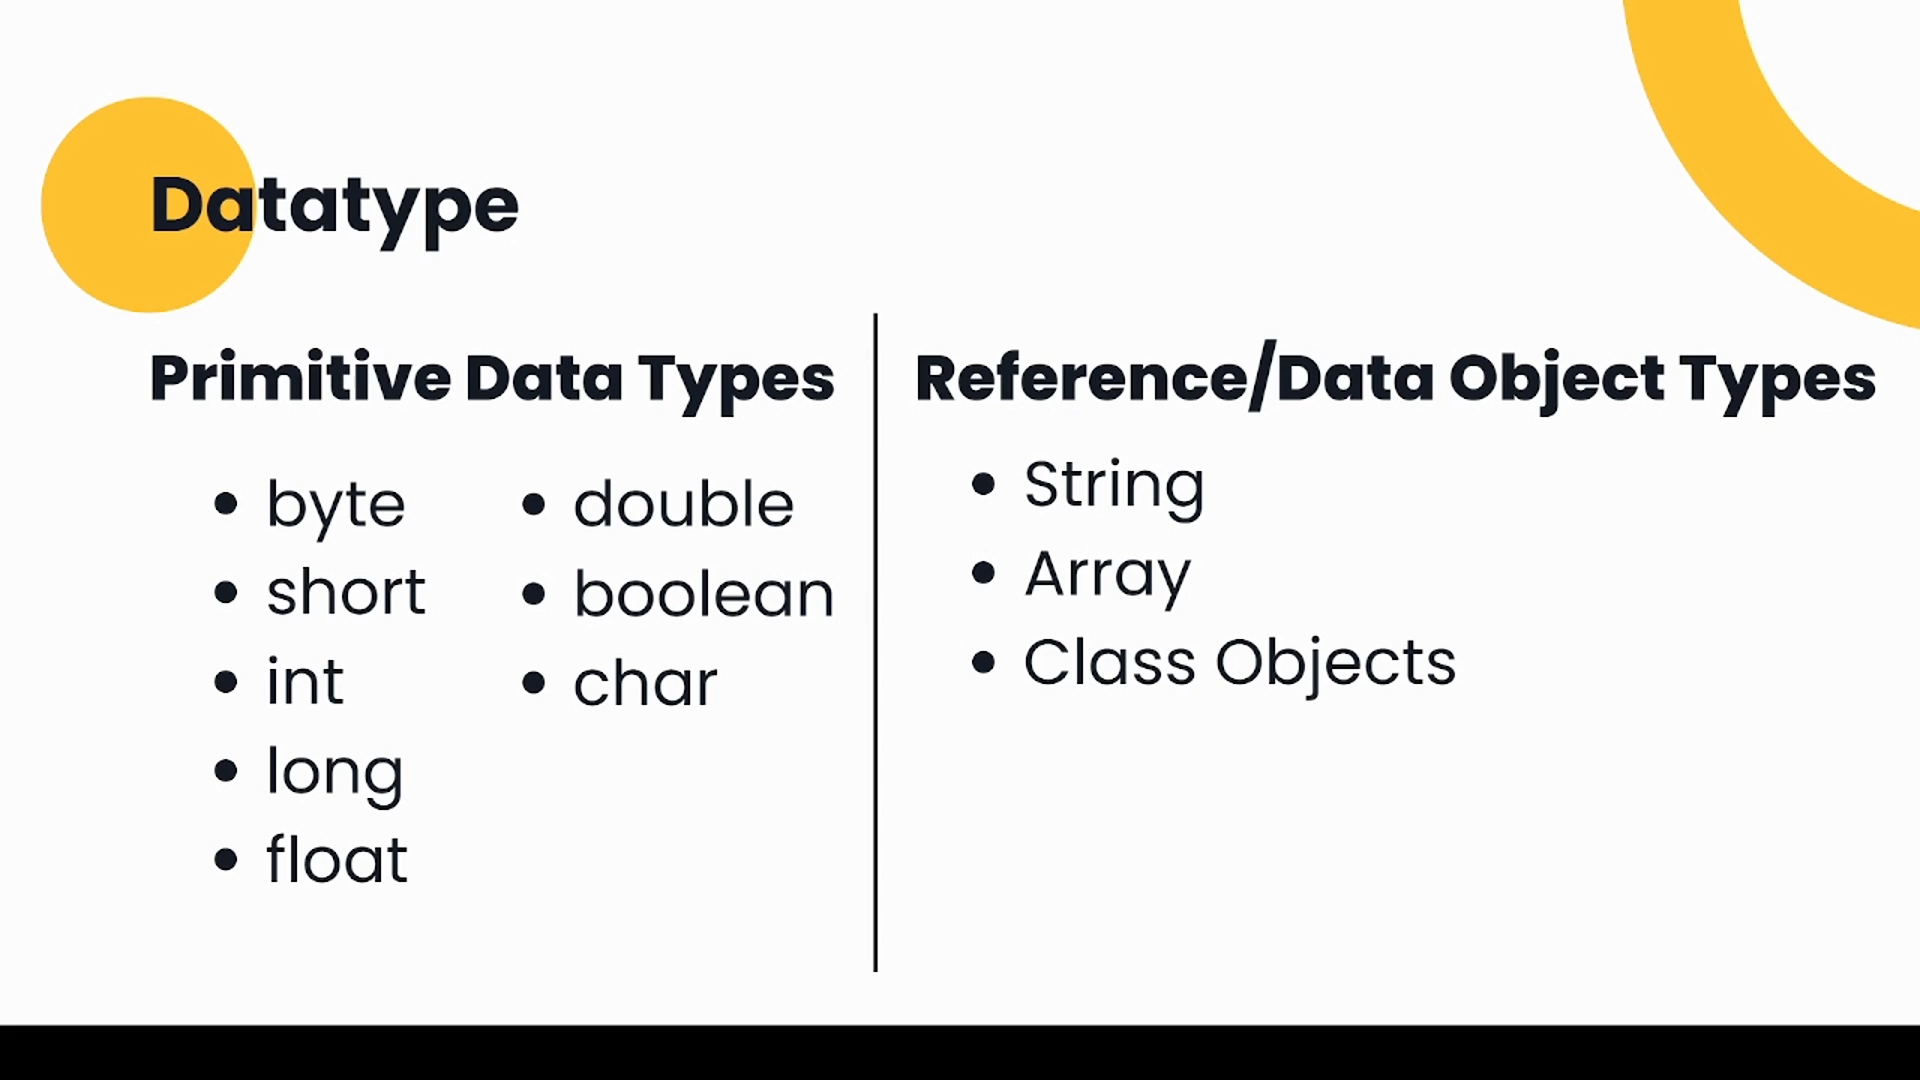 Datatype
Primitive Data Types
byte
short
int
long
float
double
boolean
char
Reference/Data Object Types
String
Array
Class Objects